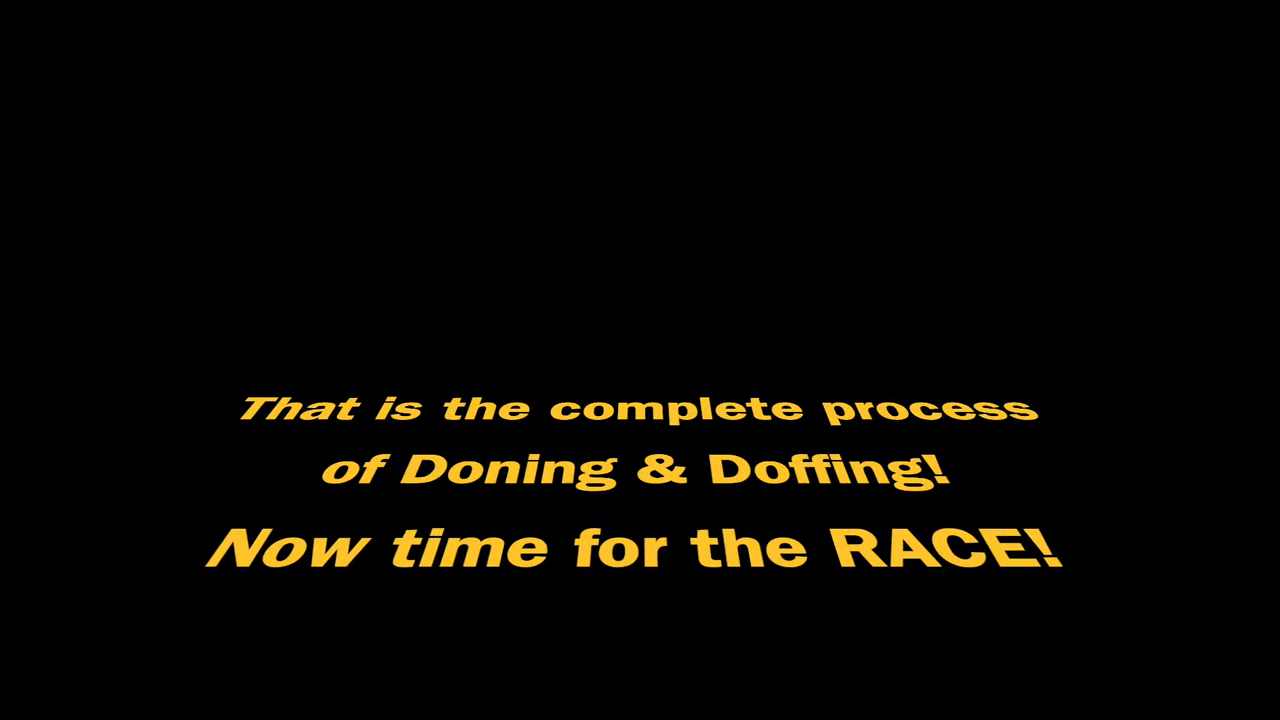 That is the complete process
of Doning & Doffing!
Now time for the RACE!